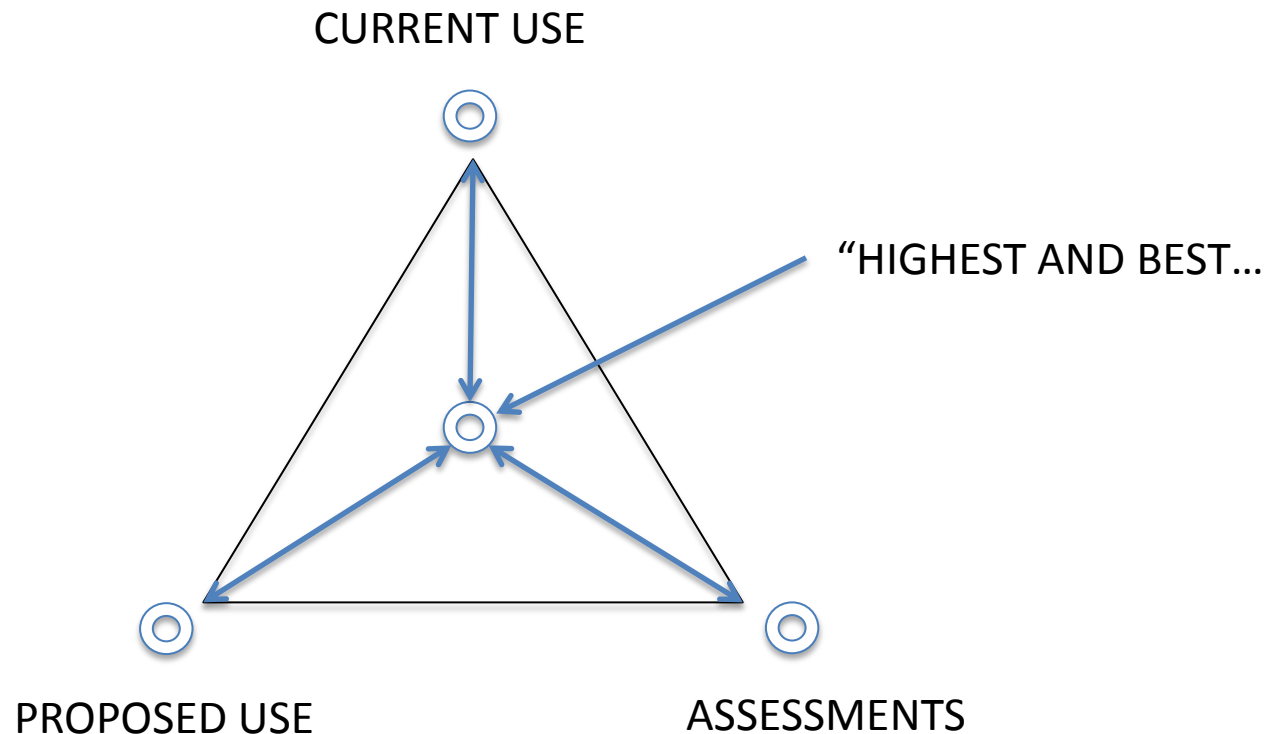 CURRENT USE
“HIGHEST AND BEST…
PROPOSED USE
ASSESSMENTS